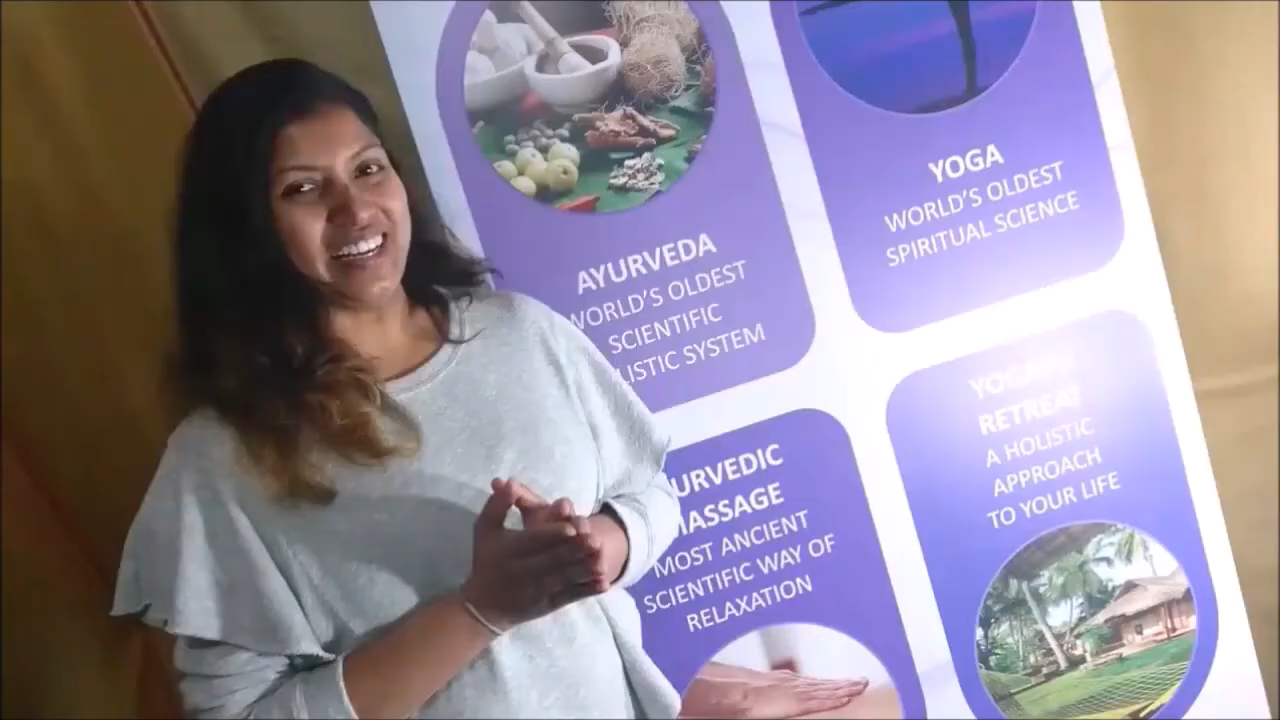 AYURVEDA
WORLD'S OLDEST
SCIENTIFIC
LISTIC SYSTEM
YOGA
WORLD'S OLDEST
SPIRITUAL SCIENCE
URVEDIC
MASSAGE
MOST ANCIENT
SCIENTIFIC WAY OF
RELAXATION
RETREAT
A HOLISTIC
APPROACH
TO YOUR LIFE